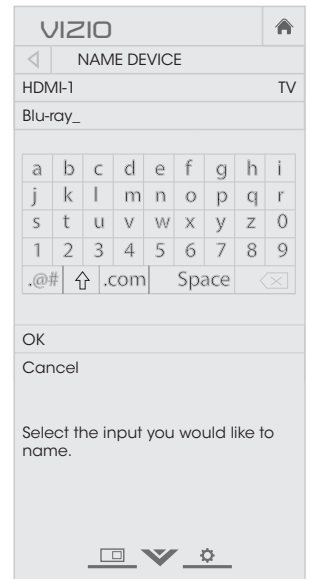 VIZIO
NAME DEVICE
HDMI-1 TV
Blu-ray_
a b c d e f g h i
j k l m n o p q r
s t u v w x y z 0
1 2 3 4 5 6 7 8 9
.@# .com Space
OK
Cancel
Select the input you would like to
name.